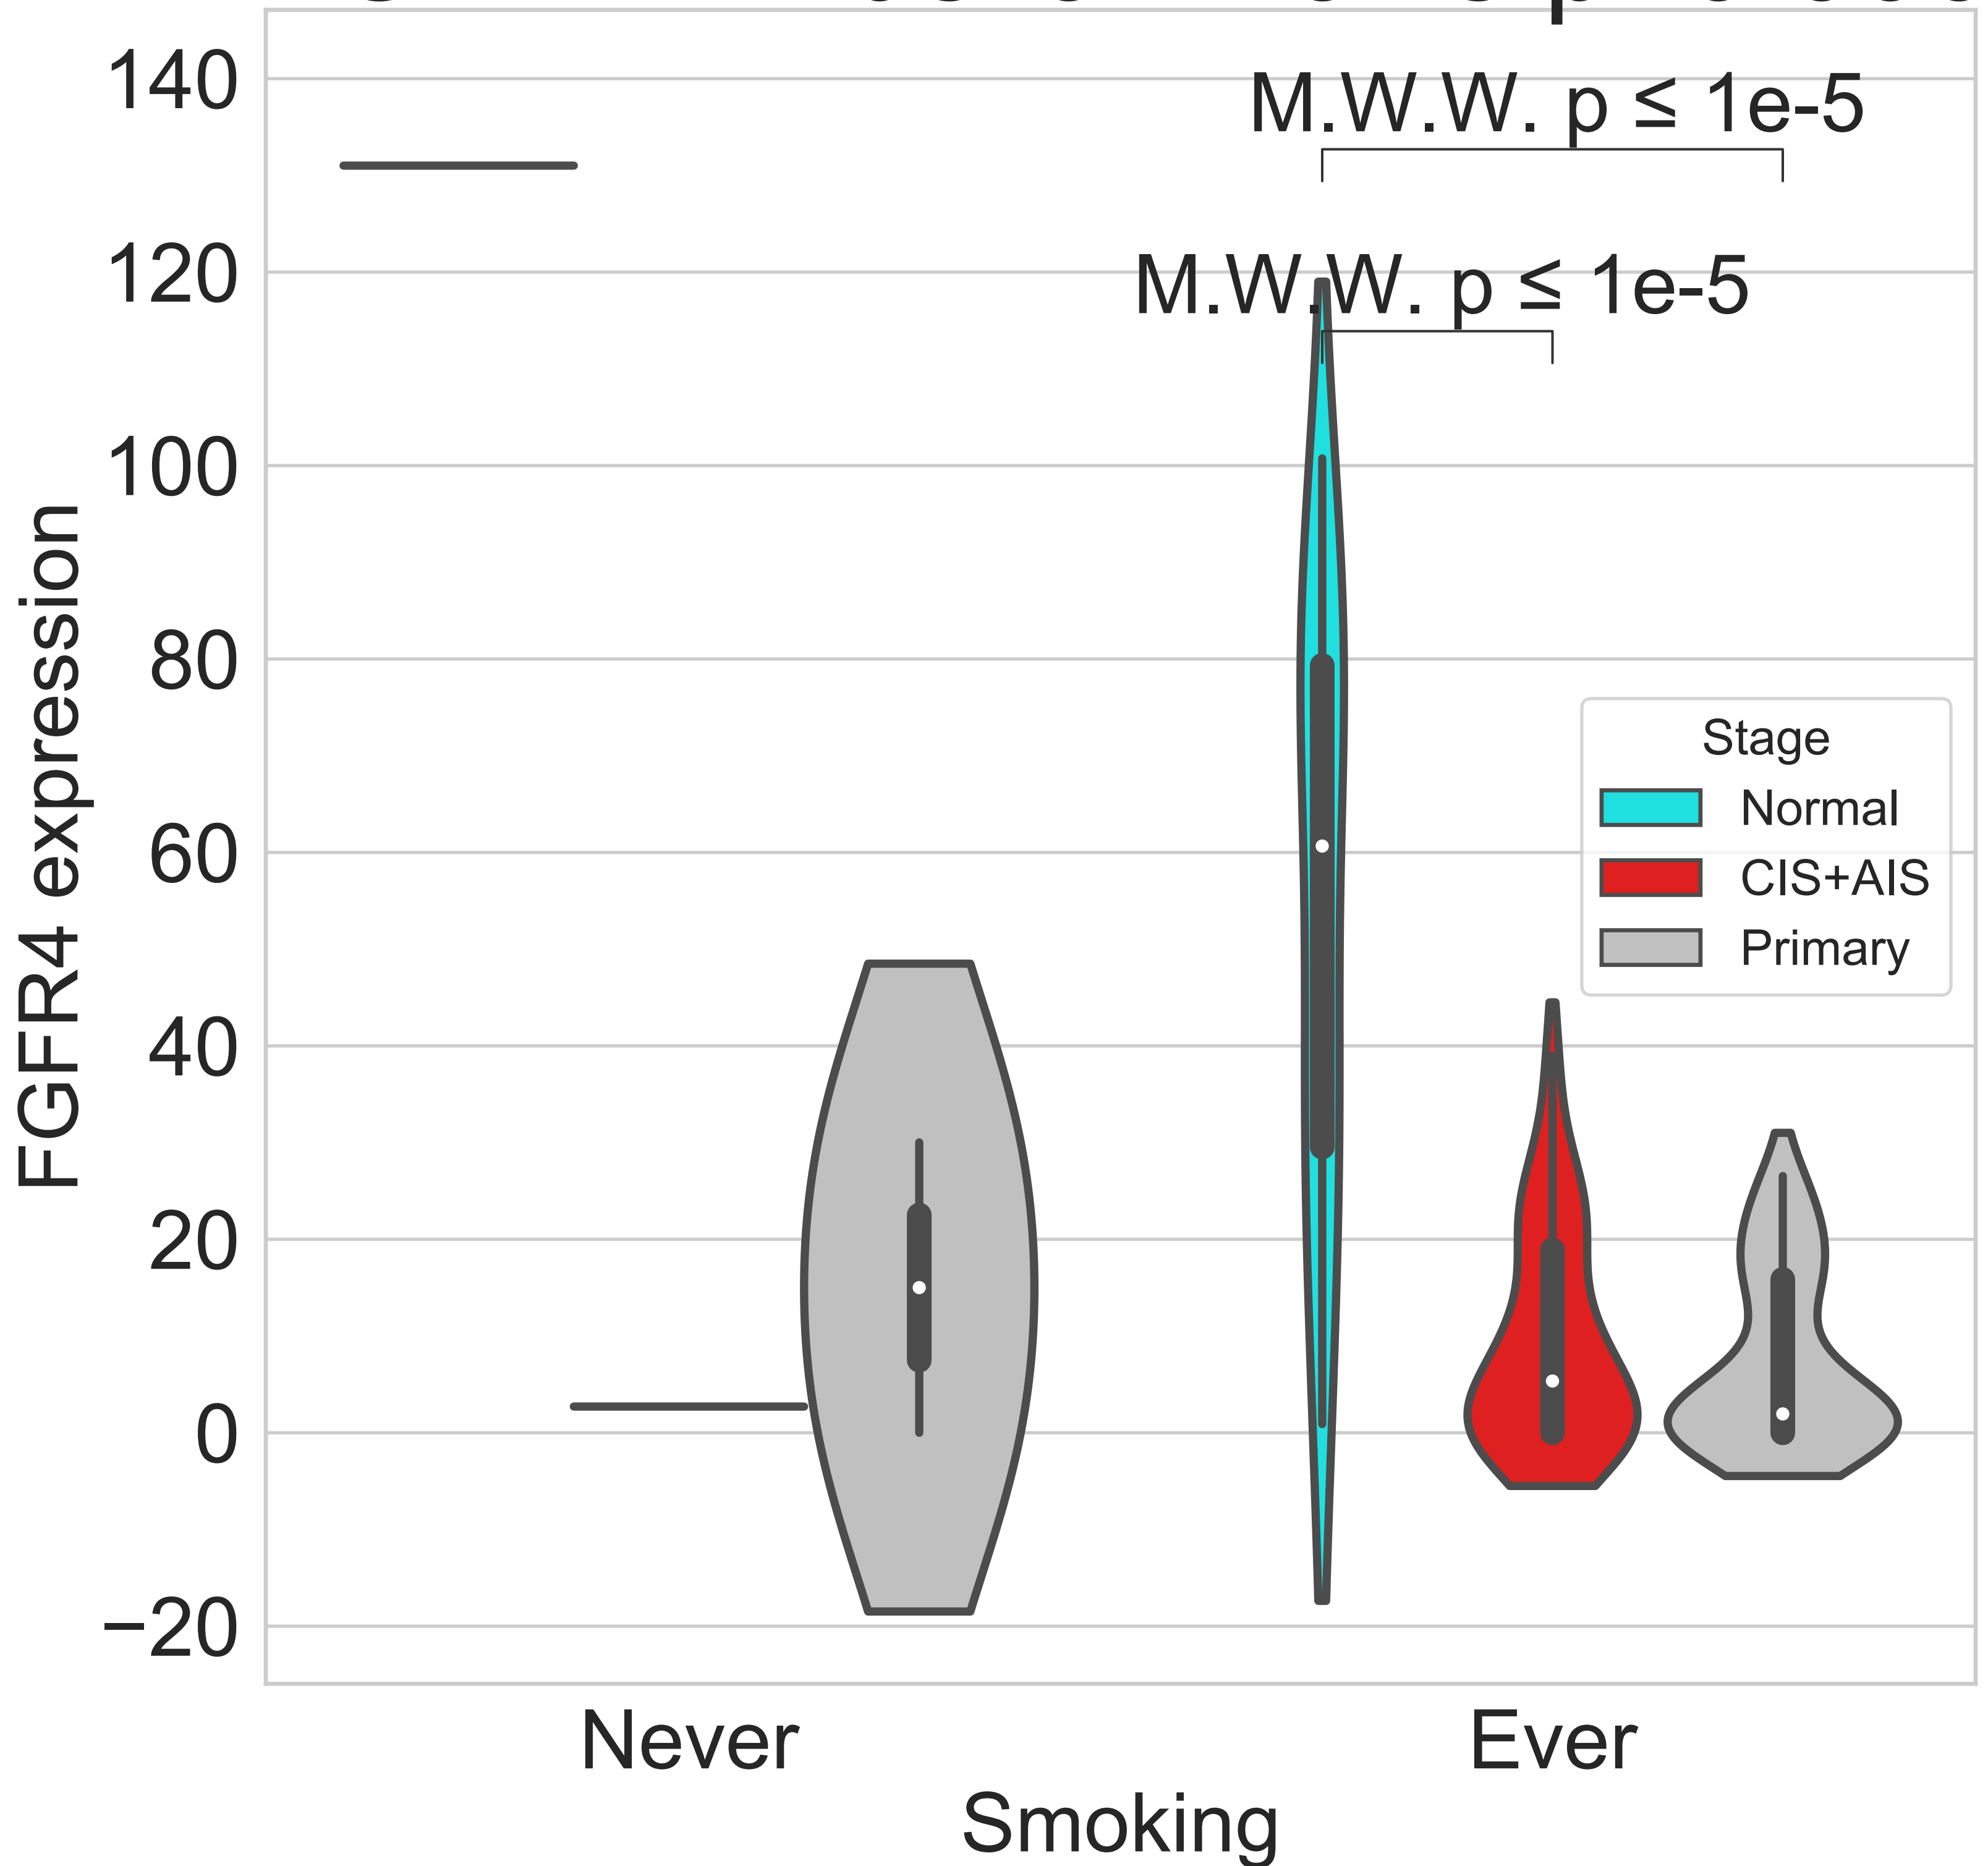 M.W.W. p ≤ 1e-5
M.W.W. p ≤ 1e-5
140
120
100
80
60
40
20
0
−20
FGFR4 expression
Stage
Normal
CIS+AIS
Primary
Never
Ever
Smoking